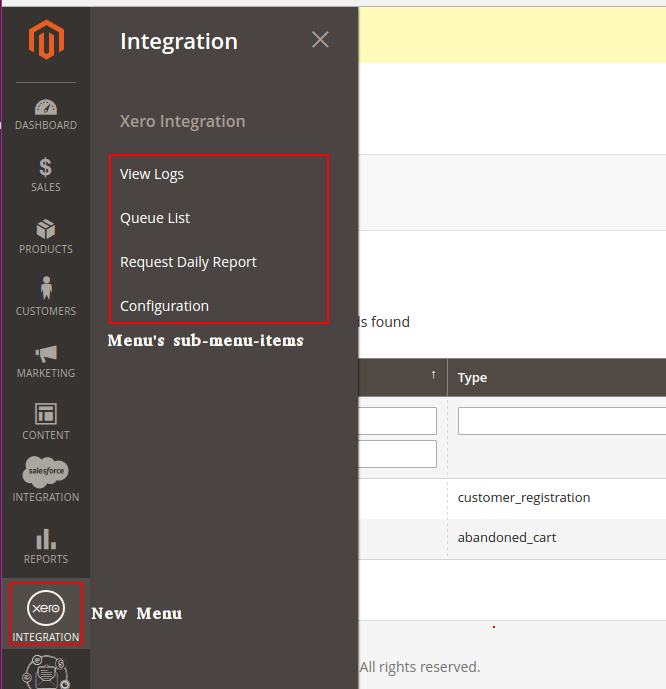 DASHBOARD
SALES
PRODUCTS
CUSTOMERS
MARKETING
CONTENT
salesforce
INTEGRATION
REPORTS
xero
INTEGRATION
Integration
Xero Integration
View Logs
Queue List
Request Daily Report
Configuration
Menu's sub-menu-items
New Menu
ds found
↑ Type
customer_registration
abandoned_cart
All rights reserved.